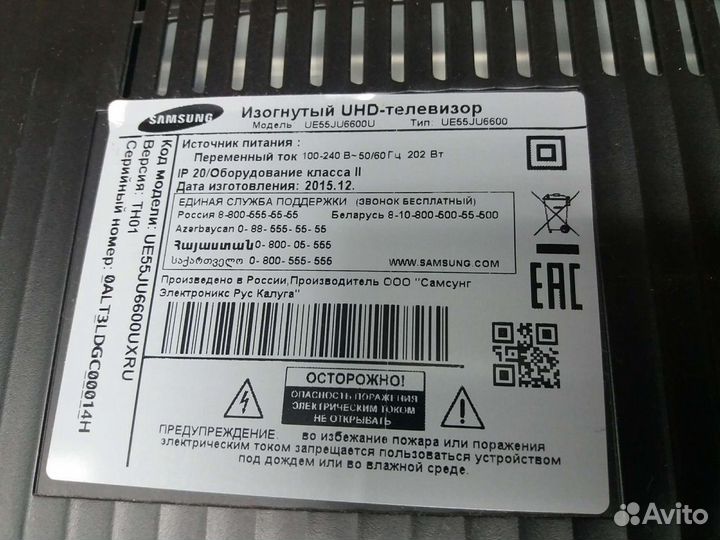 SAMSUNG
Изогнутый UHD-телевизор
Модель UE55JU6600U Тип: UE55JU6600
Источник питания :
Переменный ток 100-240 В~ 50/60 Гц 202 Вт
IP 20/Оборудование класса II
Дата изготовления: 2015.12.
ЕДИНАЯ СЛУЖБА ПОДДЕРЖКИ (ЗВОНОК БЕСПЛАТНЫЙ)
Россия 8-800-555-55-55 Беларусь 8-10-800-500-55-500
Azərbaycan 0- 88-555- 55- 55
Հայաստան 0- 800- 05- 555
საქართველო 0- 800- 555- 555
WWW.SAMSUNG.COM
Произведено в России,Производитель ООО "Самсунг
Электроникс Рус Калуга"
EAC
ОСТОРОЖНО!
ОПАСНОСТЬ ПОРАЖЕНИЯ
ЭЛЕКТРИЧЕСКИМ ТОКОМ
НЕ ОТКРЫВАТЬ
ПРЕДУПРЕЖДЕНИЕ: во избежание пожара или поражения
электрическим током запрещается пользоваться устройством
под дождем или во влажной среде.
Код модели: UE55JU6600UXRU
Версия: TH01
Серийный номер: 0ALT3LDGC00014H
Avito